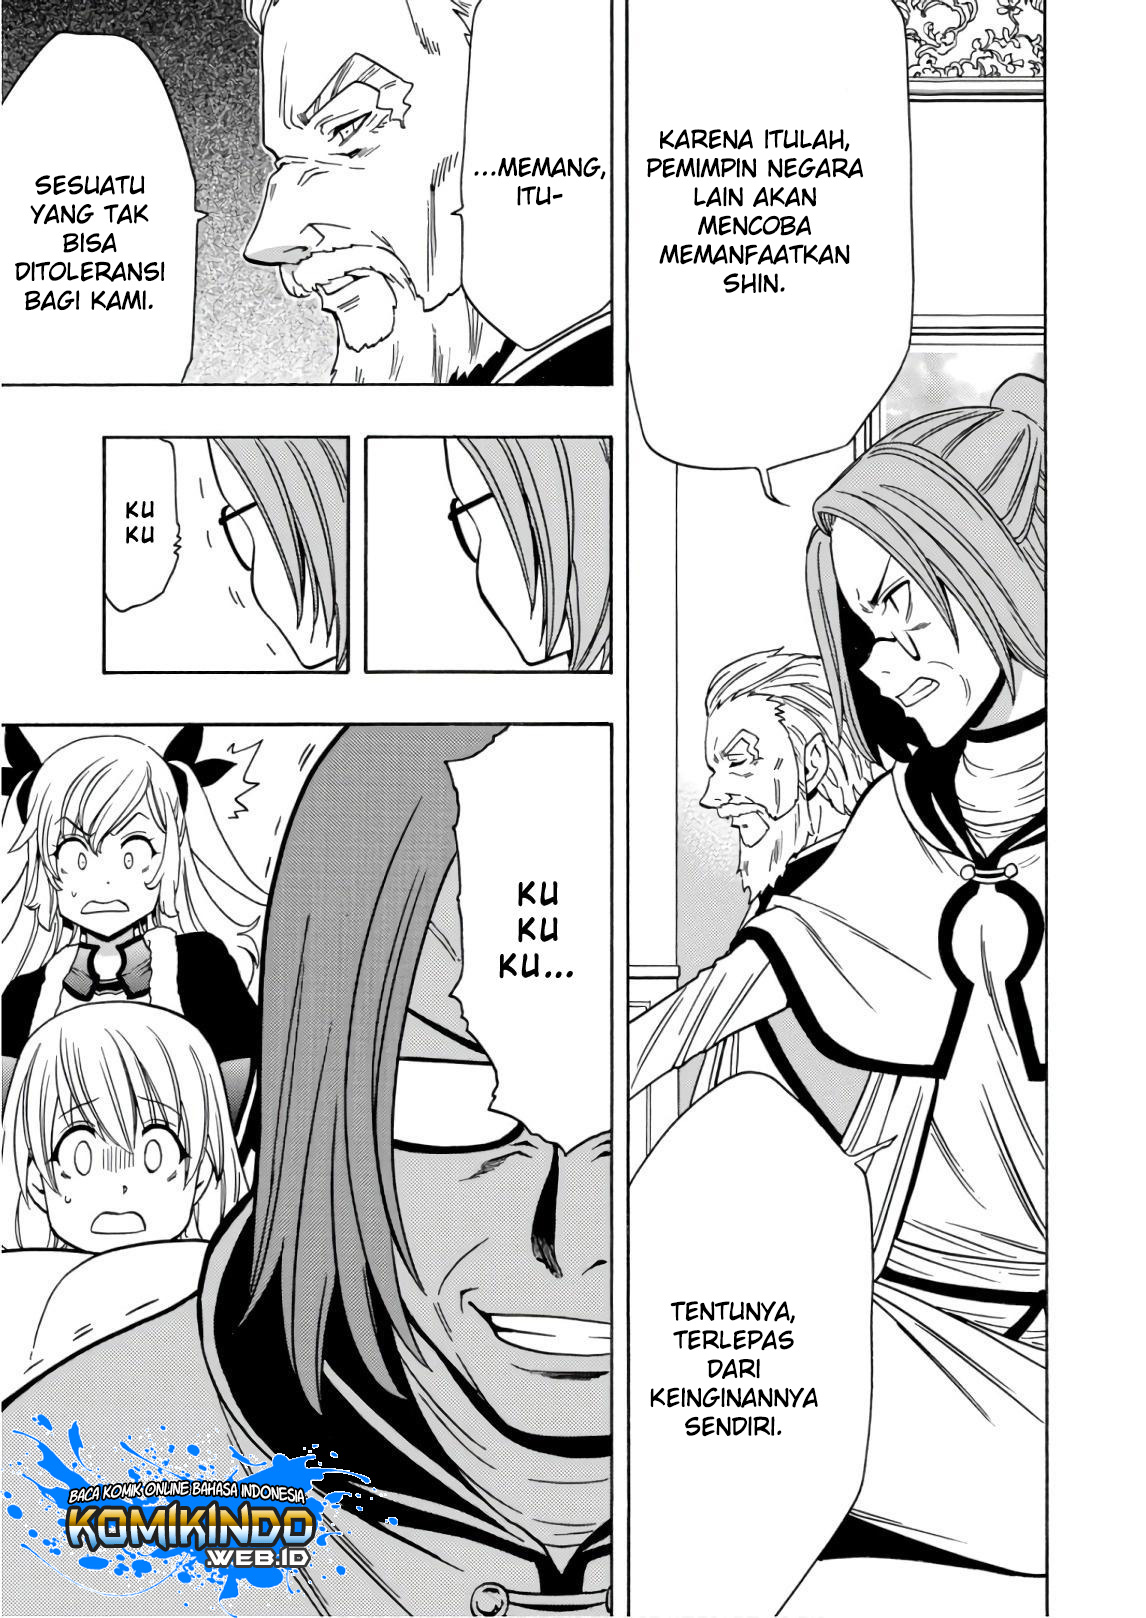 KARENA ITULAH,
PEMIMPIN NEGARA
LAIN AKAN
MENCOBA
MEMANFAATKAN
SHIN.
TENTUNYA,
TERLEPAS
DARI
KEINGINANNYA
SENDIRI.
...MEMANG,
ITU-
SESUATU
YANG TAK
BISA
DITOLERANSI
BAGI KAMI.
KU
KU
KU
KU
KU...
BACA KOMIK ONLINE BAHASA INDONESIA
KOMIKINDO
.WEB.ID